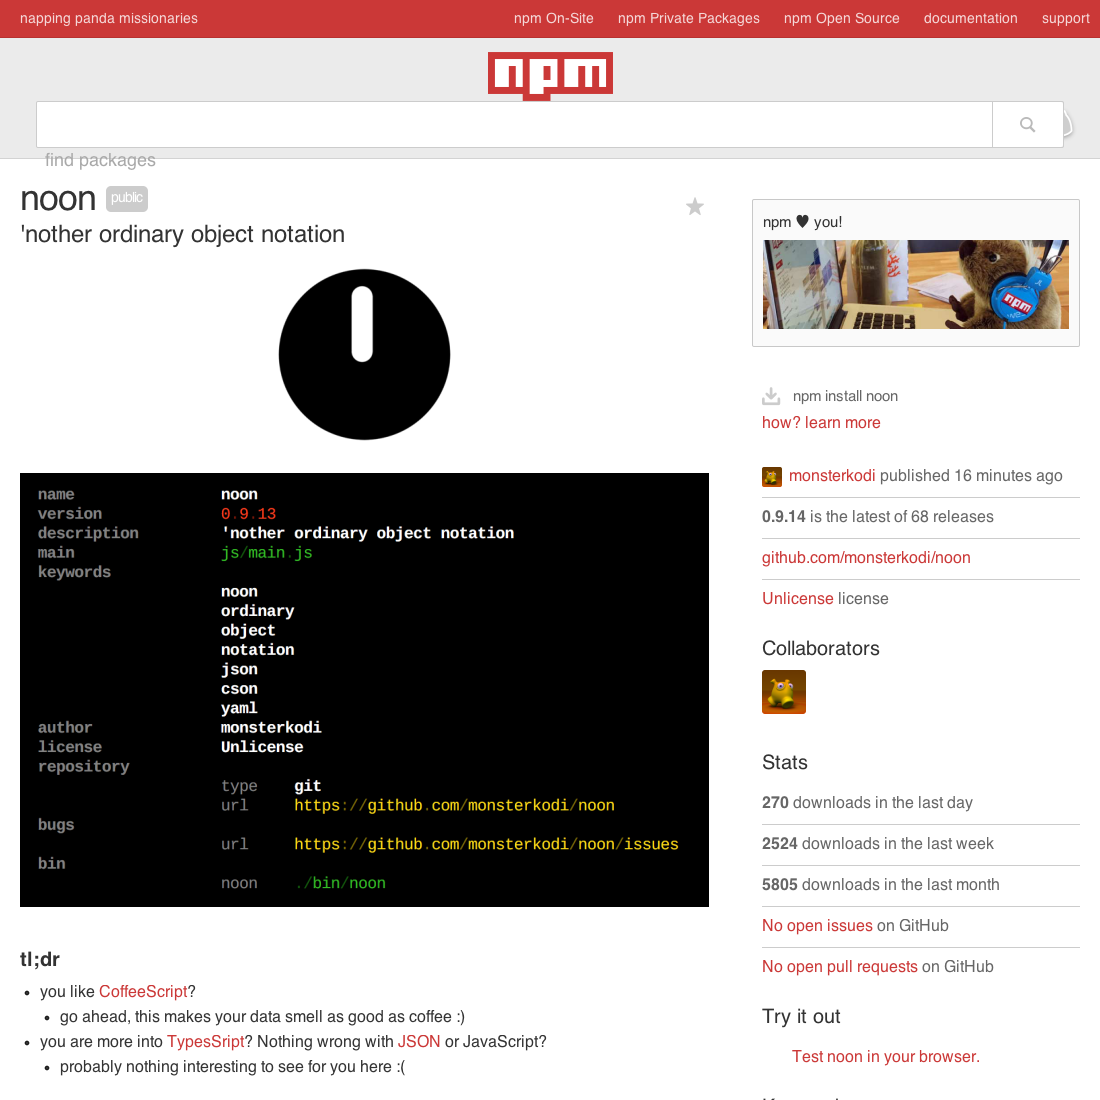 napping panda missionaries
npm On-Site npm Private Packages npm Open Source documentation support
npm
find packages
noon public
'nother ordinary object notation
name noon
version 0.9.13
description 'nother ordinary object notation
main js/main.js
keywords
noon
ordinary
object
notation
json
cson
yaml
author monsterkodi
license Unlicense
repository
type git
url https://github.com/monsterkodi/noon
bugs
url https://github.com/monsterkodi/noon/issues
bin
noon ./bin/noon
tl;dr
you like CoffeeScript?
go ahead, this makes your data smell as good as coffee :)
you are more into TypesSript? Nothing wrong with JSON or JavaScript?
probably nothing interesting to see for you here :(
npm ♥ you!
npm
npm install noon
how? learn more
monsterkodi published 16 minutes ago
0.9.14 is the latest of 68 releases
github.com/monsterkodi/noon
Unlicense license
Collaborators
Stats
270 downloads in the last day
2524 downloads in the last week
5805 downloads in the last month
No open issues on GitHub
No open pull requests on GitHub
Try it out
Test noon in your browser.